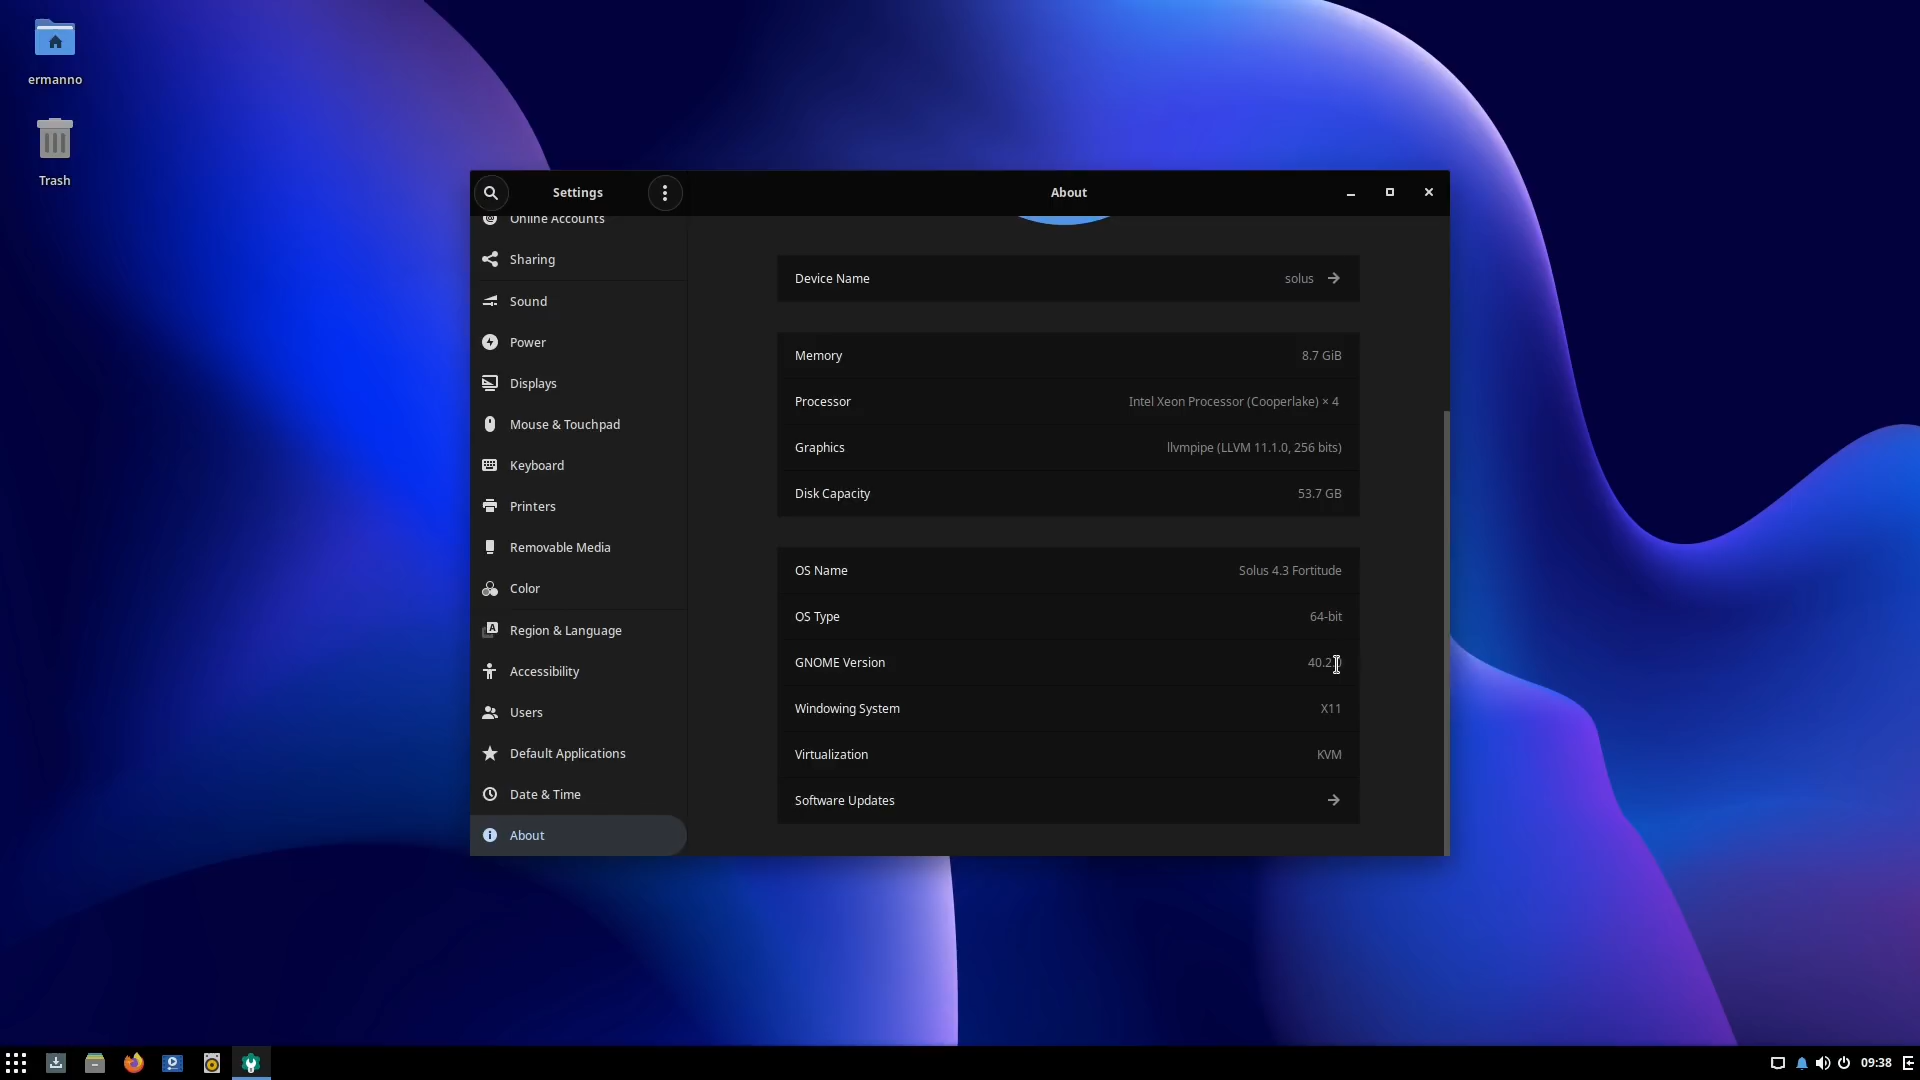 ermanno
Trash
Settings
About
Online Accounts
Sharing
Sound
Power
Displays
Mouse & Touchpad
Keyboard
Printers
Removable Media
Color
Region & Language
Accessibility
Users
Default Applications
Date & Time
About
Device Name solus
Memory 8.7 GiB
Processor Intel Xeon Processor (Cooperlake) × 4
Graphics llvmpipe (LLVM 11.1.0, 256 bits)
Disk Capacity 53.7 GB
OS Name Solus 4.3 Fortitude
OS Type 64-bit
GNOME Version
Windowing System X11
Virtualization KVM
Software Updates
09:38